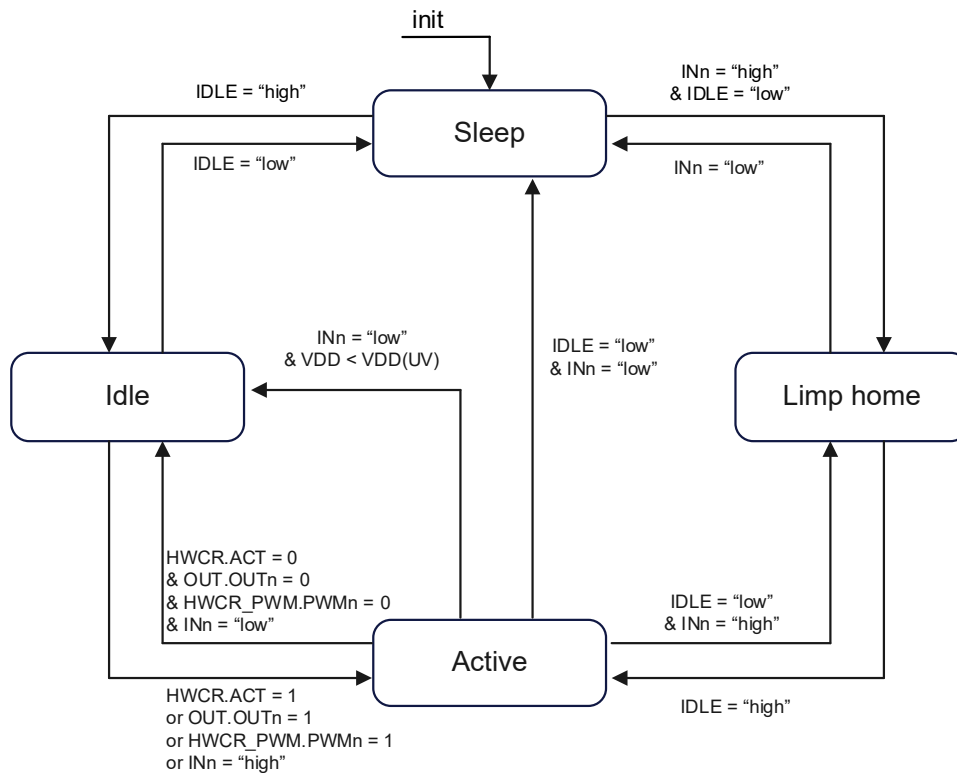 init
IDLE = “high”
INn = “high”
& IDLE = “low”
Sleep
IDLE = “low”
INn = “low”
INn = “low”
& VDD < VDD(UV)
IDLE = “low”
& INn = “low”
Idle
Limp home
HWCR.ACT = 0
& OUT.OUTn = 0
& HWCR_PWM.PWMn = 0
& INn = “low”
IDLE = “low”
& INn = “high”
Active
HWCR.ACT = 1
or OUT.OUTn = 1
or HWCR_PWM.PWMn = 1
or INn = “high”
IDLE = “high”